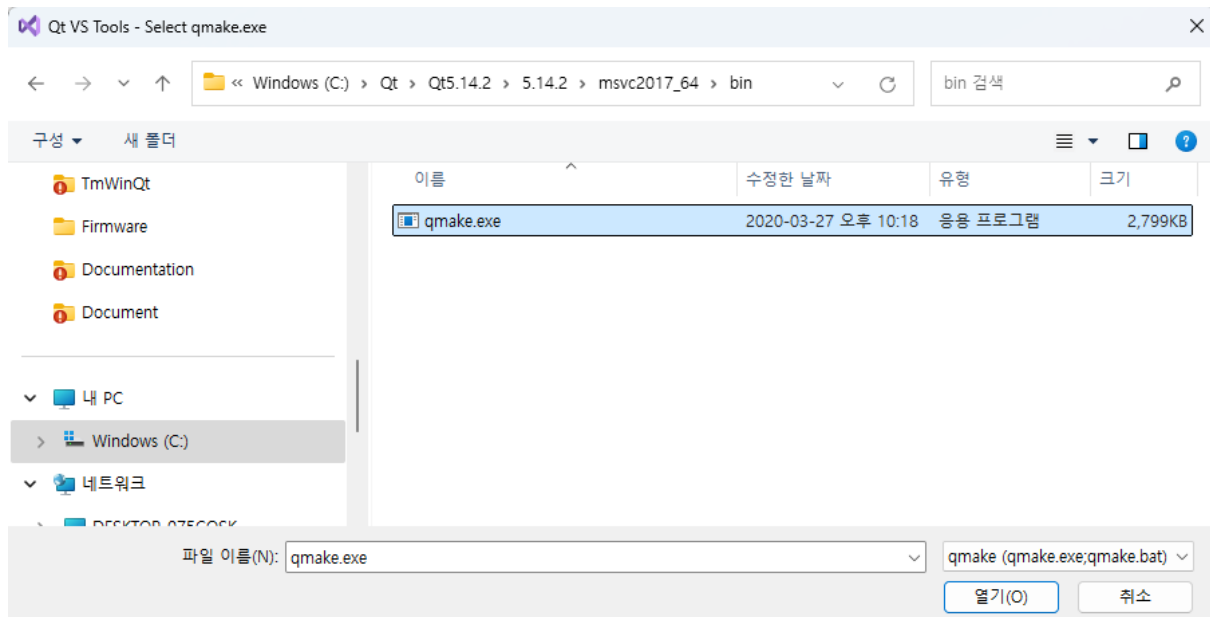 Qt VS Tools - Select qmake.exe
« Windows (C:) › Qt › Qt5.14.2 › 5.14.2 › msvc2017_64 › bin
bin 검색
구성 새 폴더
TmWinQt
Firmware
Documentation
Document
내 PC
Windows (C:)
네트워크
이름 수정한 날짜 유형 크기
qmake.exe 2020-03-27 오후 10:18 응용 프로그램 2,799KB
파일 이름(N): qmake.exe qmake (qmake.exe;qmake.bat)
열기(O) 취소